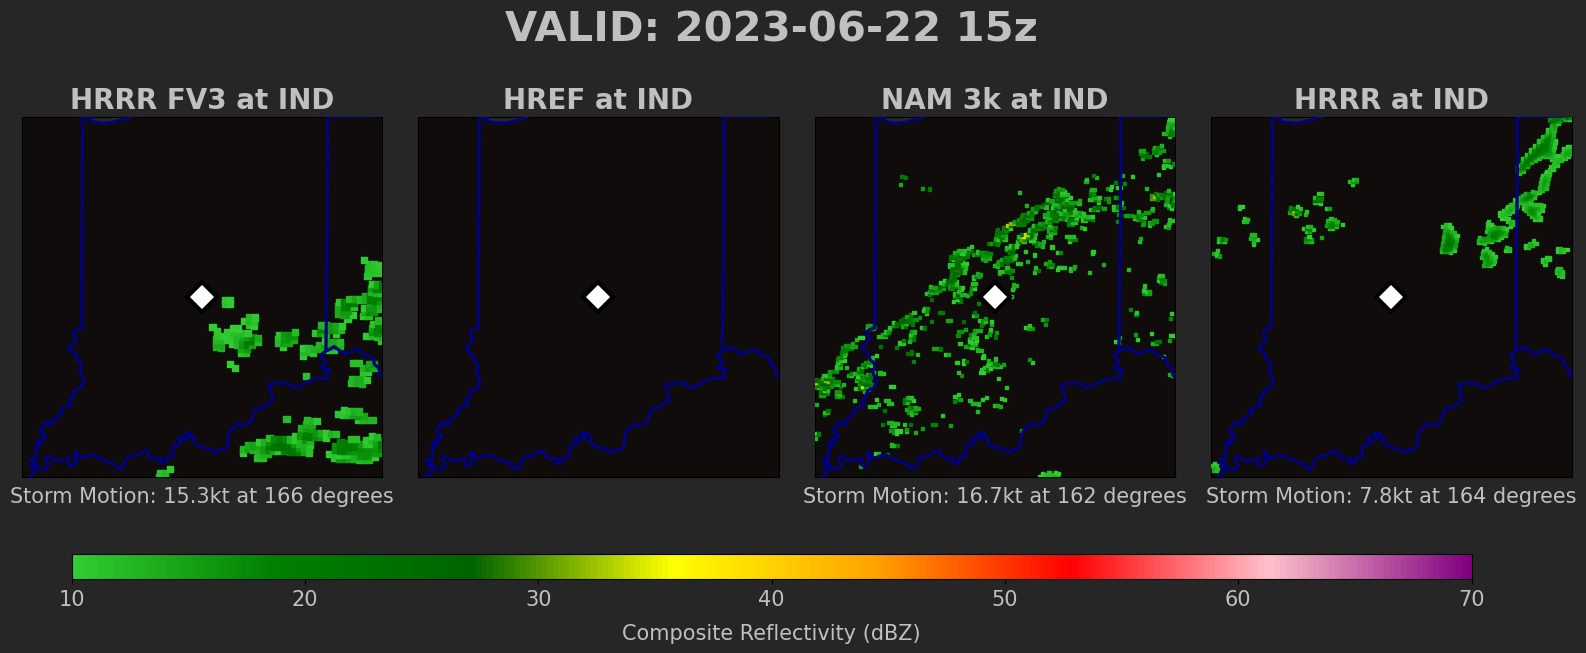 VALID: 2023-06-22 15z
HRRR FV3 at IND
HREF at IND
NAM 3k at IND
HRRR at IND
Storm Motion: 15.3kt at 166 degrees
Storm Motion: 16.7kt at 162 degrees
Storm Motion: 7.8kt at 164 degrees
10 20 30 40 50 60 70
Composite Reflectivity (dBZ)